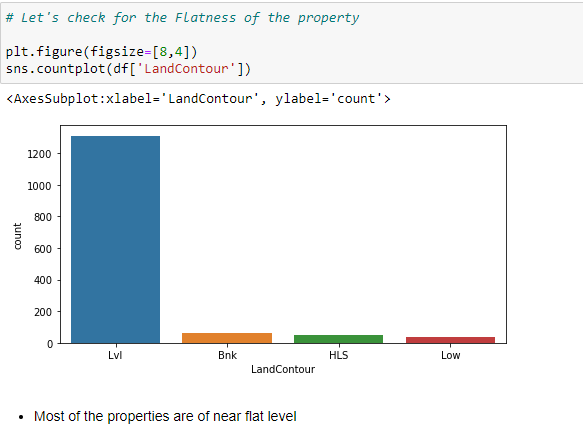 # Let's check for the Flatness of the property
plt.figure(figsize=[8,4])
sns.countplot(df['LandContour'])
<AxesSubplot:xlabel='LandContour', ylabel='count'>
1200
1000
800
600
400
200
0
count
Lvl Bnk HLS Low
LandContour
• Most of the properties are of near flat level